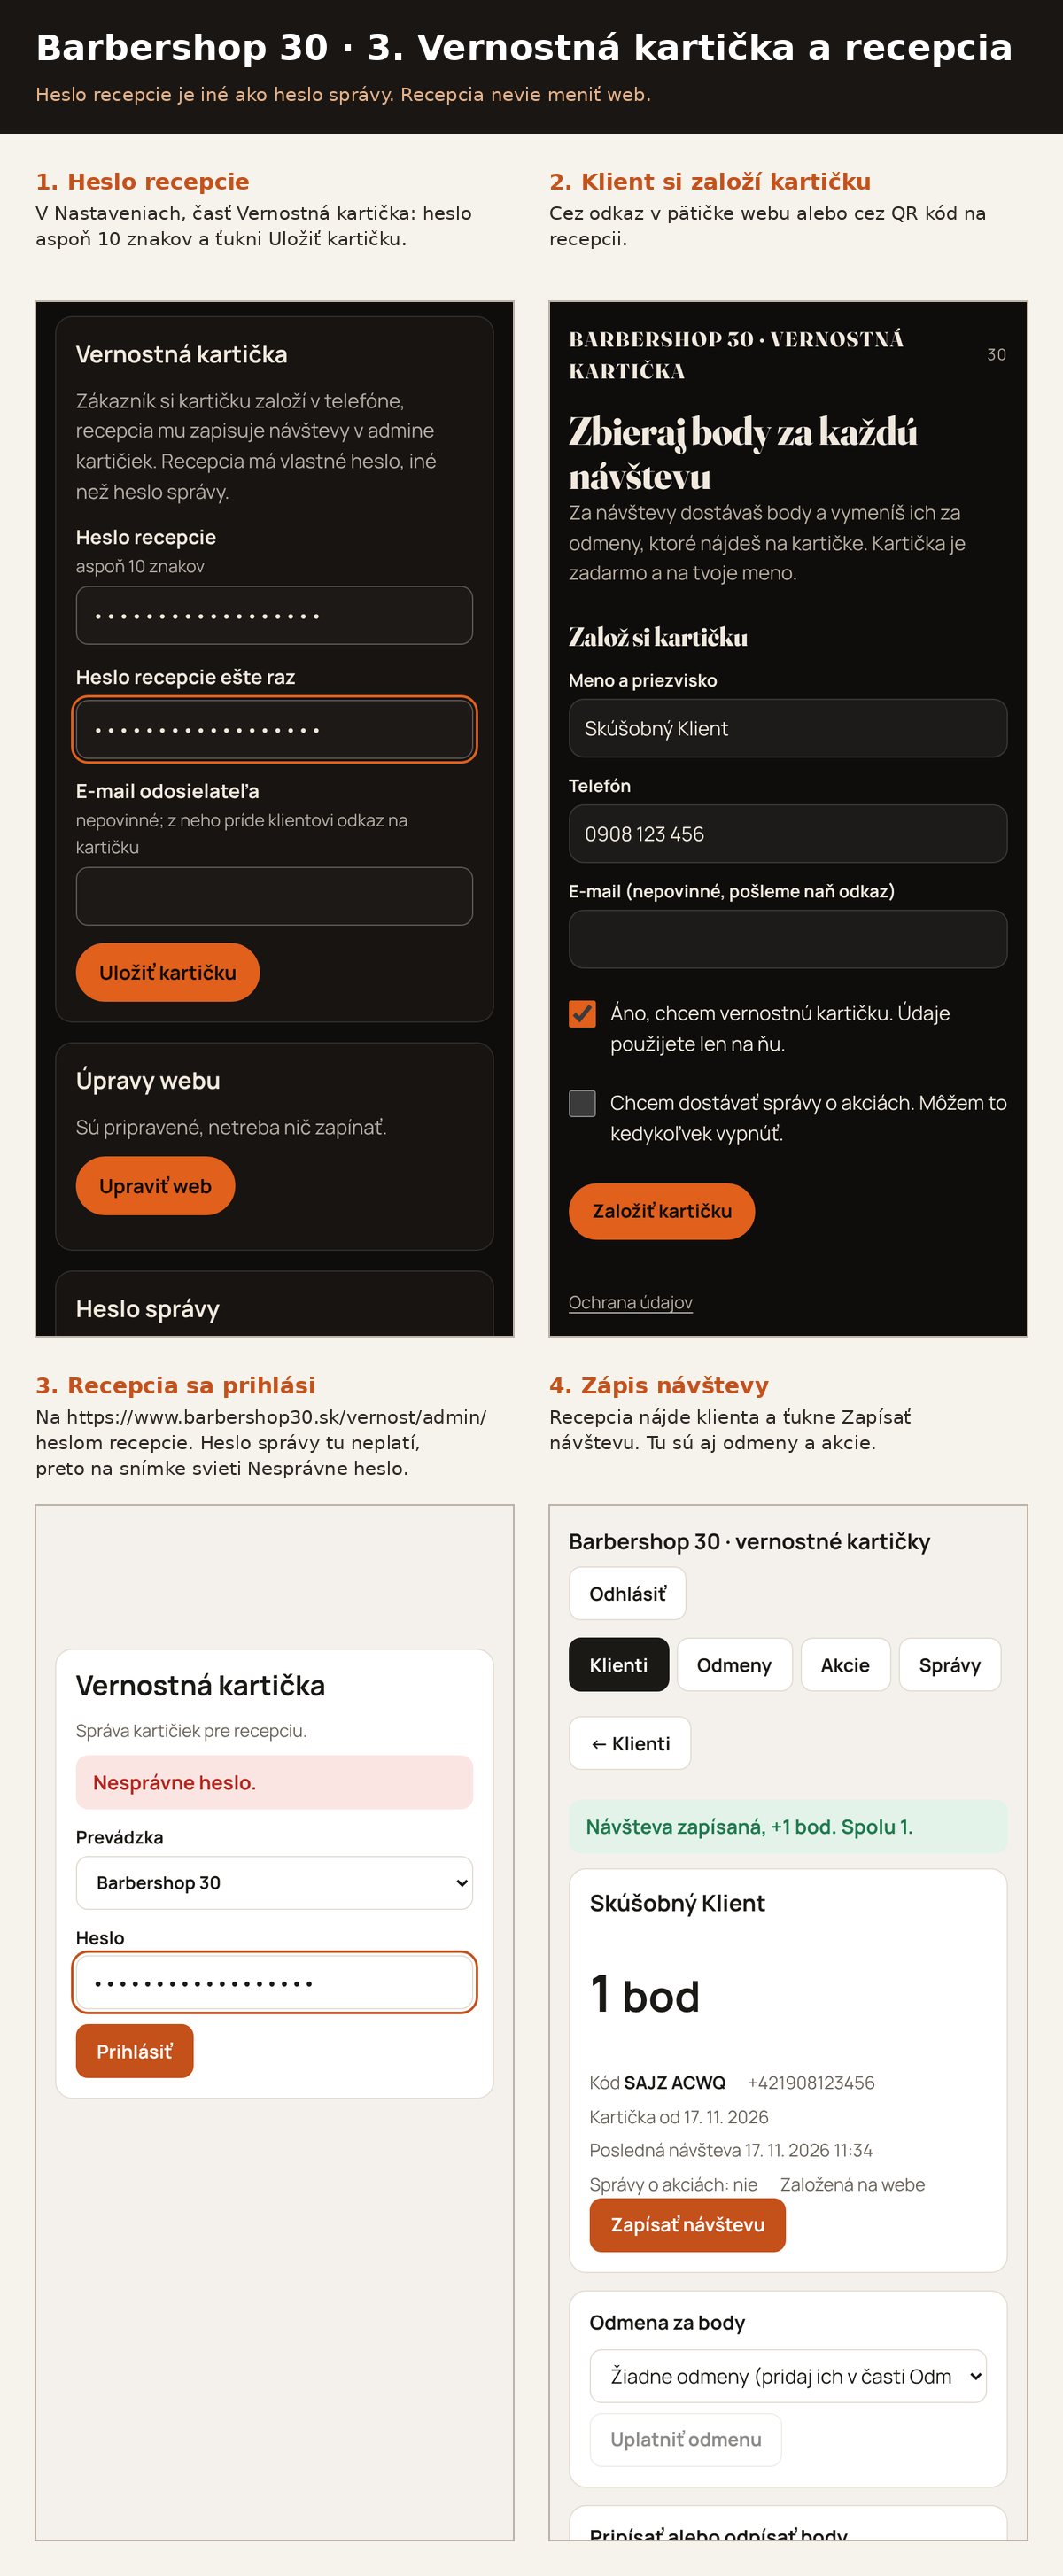 Barbershop 30 · 3. Vernostná kartička a recepcia
Heslo recepcie je iné ako heslo správy. Recepcia nevie meniť web.
1. Heslo recepcie
V Nastaveniach, časť Vernostná kartička: heslo
aspoň 10 znakov a ťukni Uložiť kartičku.
Vernostná kartička
Zákazník si kartičku založí v telefóne,
recepcia mu zapisuje návštevy v admine
kartičiek. Recepcia má vlastné heslo, iné
než heslo správy.
Heslo recepcie
aspoň 10 znakov
Heslo recepcie ešte raz
E-mail odosielateľa
nepovinné; z neho príde klientovi odkaz na
kartičku
Uložiť kartičku
Úpravy webu
Sú pripravené, netreba nič zapínať.
Upraviť web
Heslo správy
2. Klient si založí kartičku
Cez odkaz v pätičke webu alebo cez QR kód na
recepcii.
BARBERSHOP 30 · VERNOSTNÁ
KARTIČKA
30
Zbieraj body za každú
návštevu
Za návštevy dostávaš body a vymeníš ich za
odmeny, ktoré nájdeš na kartičke. Kartička je
zadarmo a na tvoje meno.
Založ si kartičku
Meno a priezvisko
Skúšobný Klient
Telefón
0908 123 456
E-mail (nepovinné, pošleme naň odkaz)
Áno, chcem vernostnú kartičku. Údaje
použijete len na ňu.
Chcem dostávať správy o akciách. Môžem to
kedykoľvek vypnúť.
Založiť kartičku
Ochrana údajov
3. Recepcia sa prihlási
Na https://www.barbershop30.sk/vernost/admin/
heslom recepcie. Heslo správy tu neplatí,
preto na snímke svieti Nesprávne heslo.
Vernostná kartička
Správa kartičiek pre recepciu.
Nesprávne heslo.
Prevádzka
Barbershop 30
Heslo
Prihlásiť
4. Zápis návštevy
Recepcia nájde klienta a ťukne Zapísať
návštevu. Tu sú aj odmeny a akcie.
Barbershop 30 · vernostné kartičky
Odhlásiť
Klienti Odmeny Akcie Správy
← Klienti
Návšteva zapísaná, +1 bod. Spolu 1.
Skúšobný Klient
1 bod
Kód SAJZ ACWQ +421908123456
Kartička od 17. 11. 2026
Posledná návšteva 17. 11. 2026 11:34
Správy o akciách: nie Založená na webe
Zapísať návštevu
Odmena za body
Žiadne odmeny (pridaj ich v časti Odm
Uplatniť odmenu
Pripísať alebo odpísať body